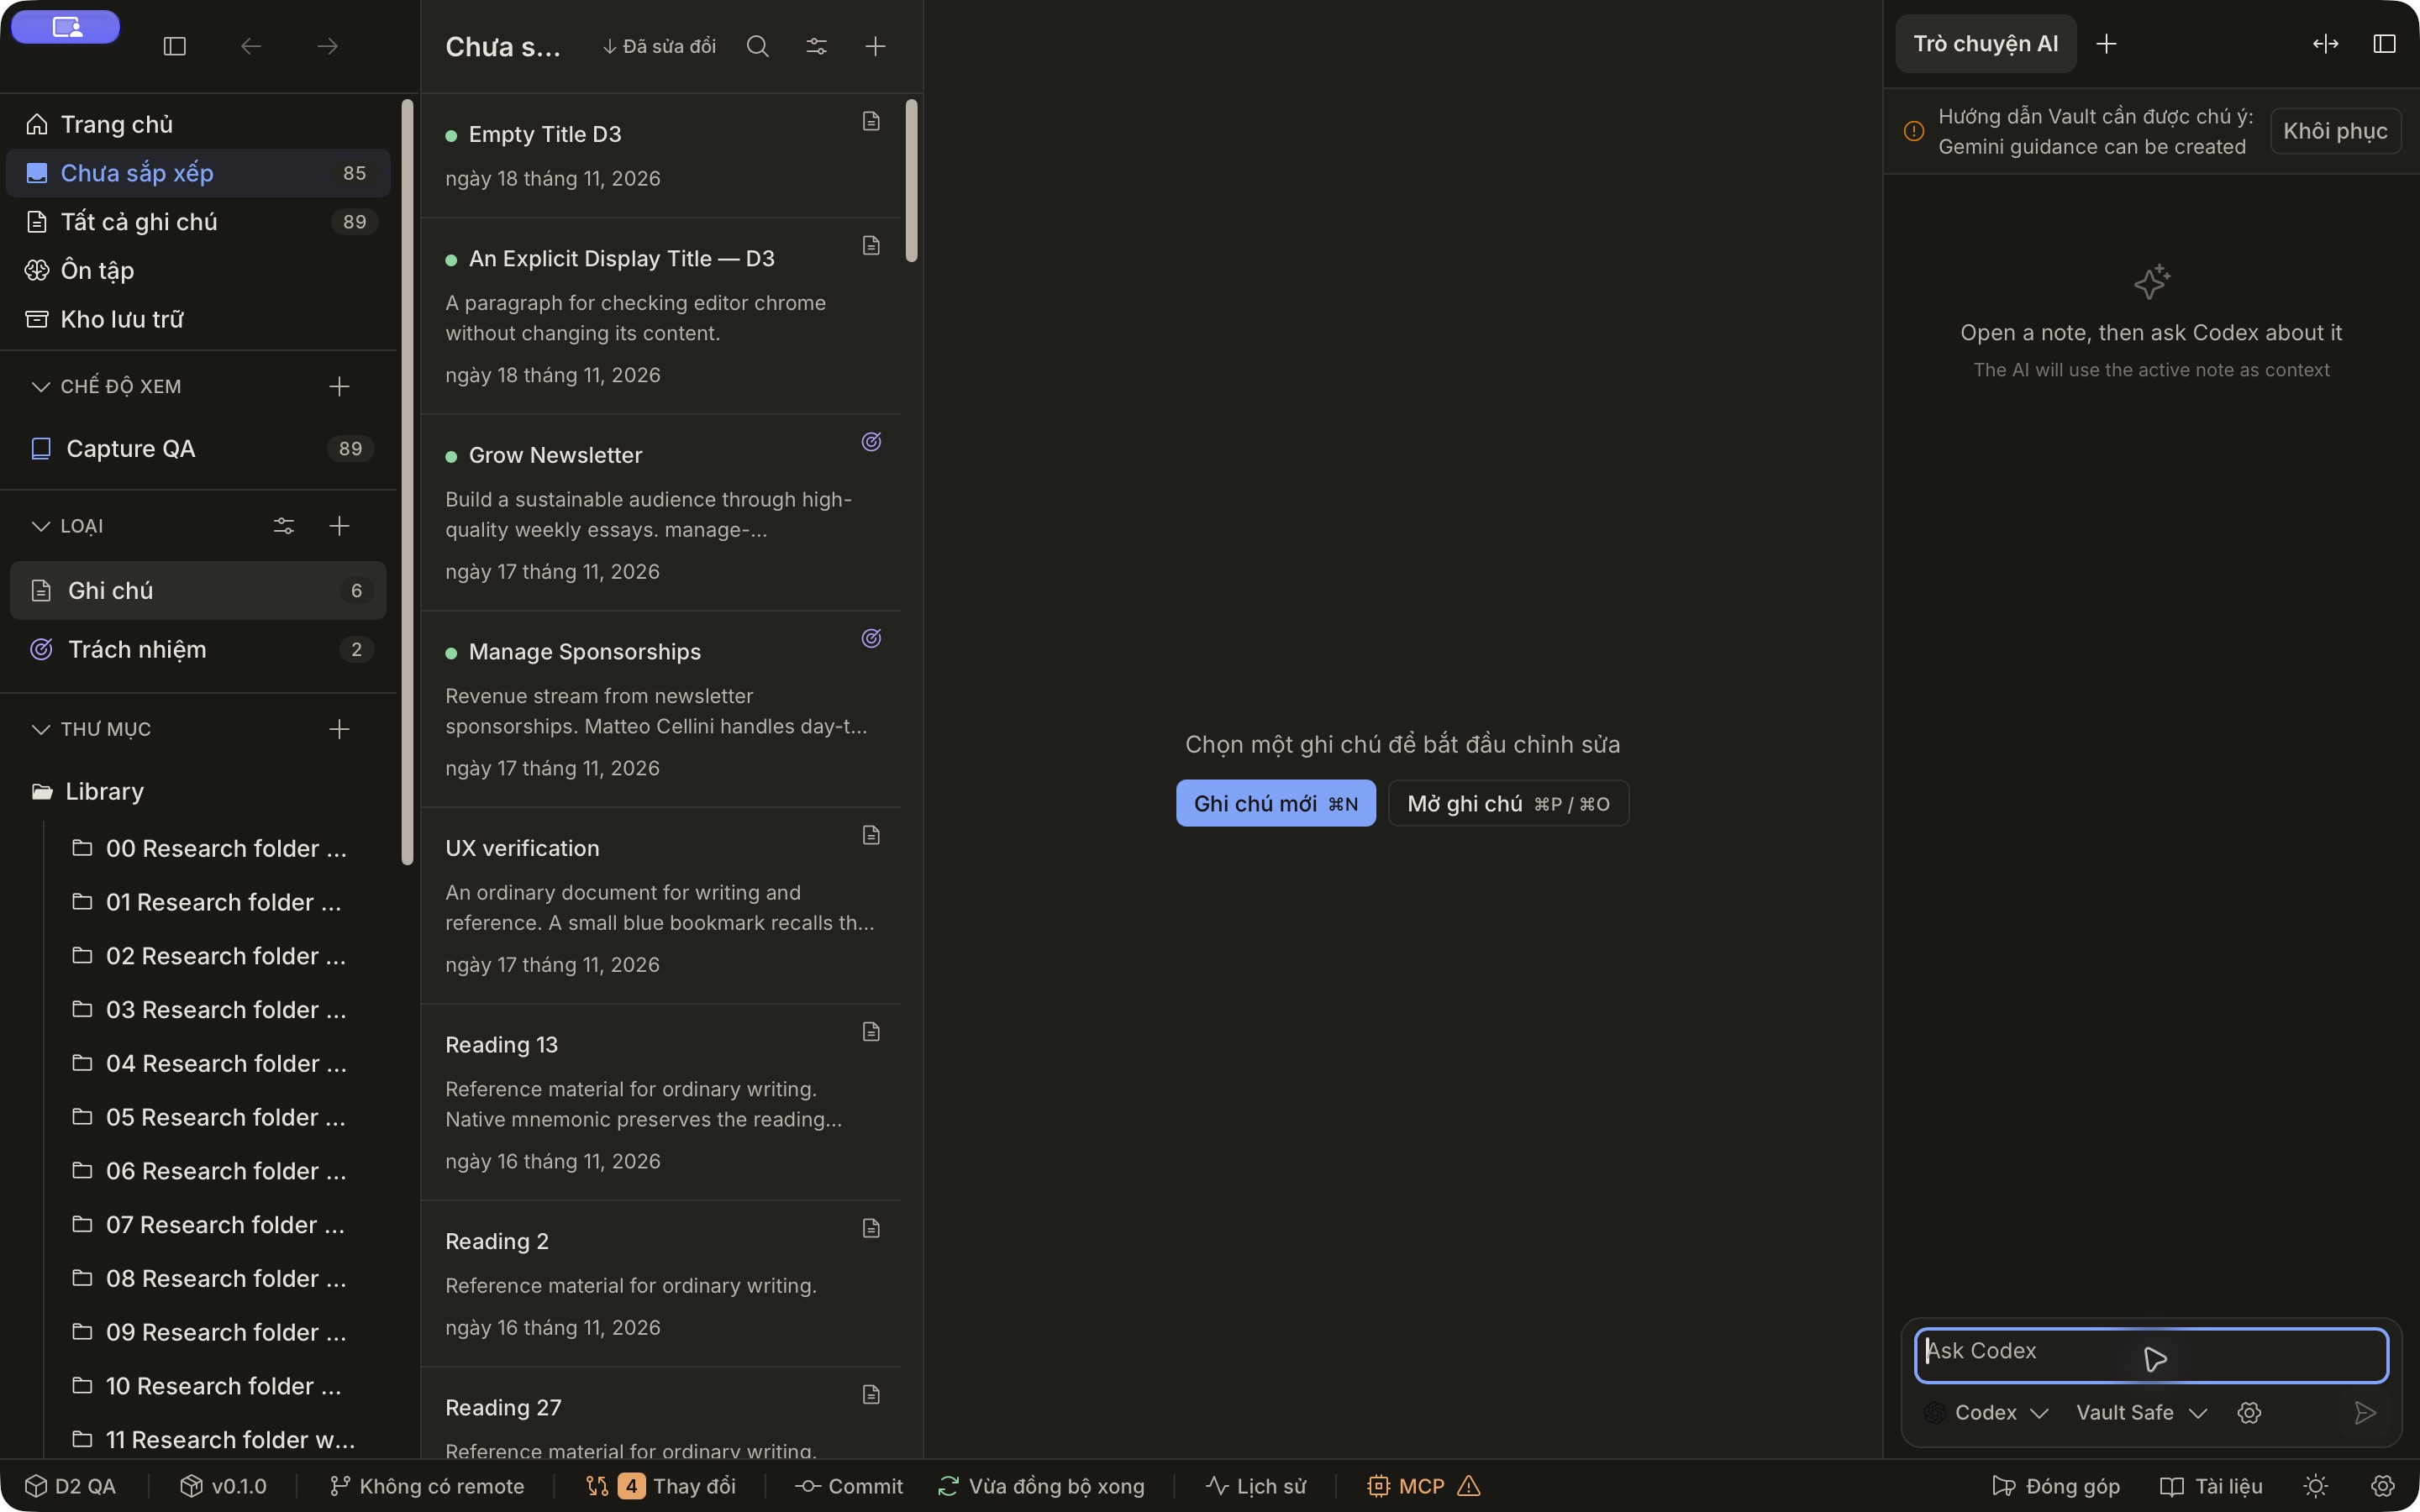 Trang chủ
Chưa sắp xếp 85
Tất cả ghi chú 89
Ôn tập
Kho lưu trữ
CHẾ ĐỘ XEM
Capture QA 89
LOẠI
Ghi chú 6
Trách nhiệm 2
THƯ MỤC
Library
00 Research folder ...
01 Research folder ...
02 Research folder ...
03 Research folder ...
04 Research folder ...
05 Research folder ...
06 Research folder ...
07 Research folder ...
08 Research folder ...
09 Research folder ...
10 Research folder ...
11 Research folder w...
Chưa s... Đã sửa đổi
Empty Title D3
ngày 18 tháng 11, 2026
An Explicit Display Title — D3
A paragraph for checking editor chrome
without changing its content.
ngày 18 tháng 11, 2026
Grow Newsletter
Build a sustainable audience through high-
quality weekly essays. manage-...
ngày 17 tháng 11, 2026
Manage Sponsorships
Revenue stream from newsletter
sponsorships. Matteo Cellini handles day-t...
ngày 17 tháng 11, 2026
UX verification
An ordinary document for writing and
reference. A small blue bookmark recalls th...
ngày 17 tháng 11, 2026
Reading 13
Reference material for ordinary writing.
Native mnemonic preserves the reading...
ngày 16 tháng 11, 2026
Reading 2
Reference material for ordinary writing.
ngày 16 tháng 11, 2026
Reading 27
Reference material for ordinary writing.
Chọn một ghi chú để bắt đầu chỉnh sửa
Ghi chú mới ⌘N Mở ghi chú ⌘P / ⌘O
Trò chuyện AI
Hướng dẫn Vault cần được chú ý:
Gemini guidance can be created
Khôi phục
Open a note, then ask Codex about it
The AI will use the active note as context
Ask Codex
Codex Vault Safe
D2 QA v0.1.0 Không có remote 4 Thay đổi Commit Vừa đồng bộ xong Lịch sử MCP Đóng góp Tài liệu